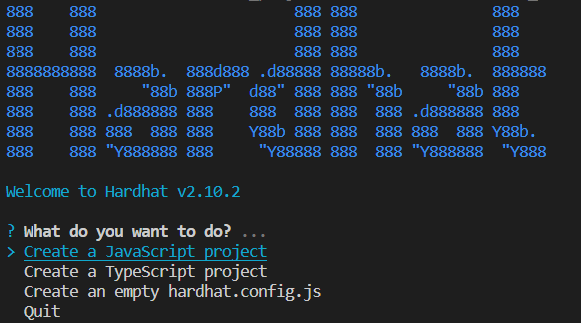 888    888                      888 888               888
888    888                      888 888               888
888    888                      888 888               888
8888888888  8888b.  888d888 .d88888 88888b.   8888b.  888888
888    888     "88b 888P"  d88" 888 888 "88b     "88b 888
888    888 .d888888 888    888  888 888  888 .d888888 888
888    888 888  888 888    Y88b 888 888  888 888  888 Y88b.
888    888 "Y888888 888     "Y88888 888  888 "Y888888  "Y888
Welcome to Hardhat v2.10.2
? What do you want to do? ...
> Create a JavaScript project
Create a TypeScript project
Create an empty hardhat.config.js
Quit